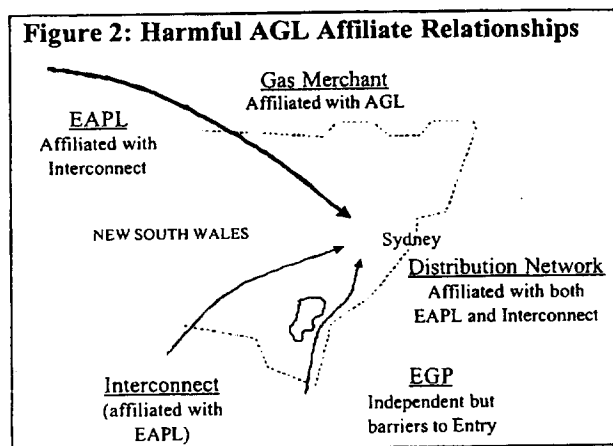 Figure 2: Harmful AGL Affiliate Relationships
Gas Merchant
Affiliated with AGL
EAPL
Affiliated with
Interconnect
NEW SOUTH WALES
Sydney
Distribution Network
Affiliated with both
EAPL and Interconnect
Interconnect
(affiliated with
EAPL)
EGP
Independent but
barriers to Entry